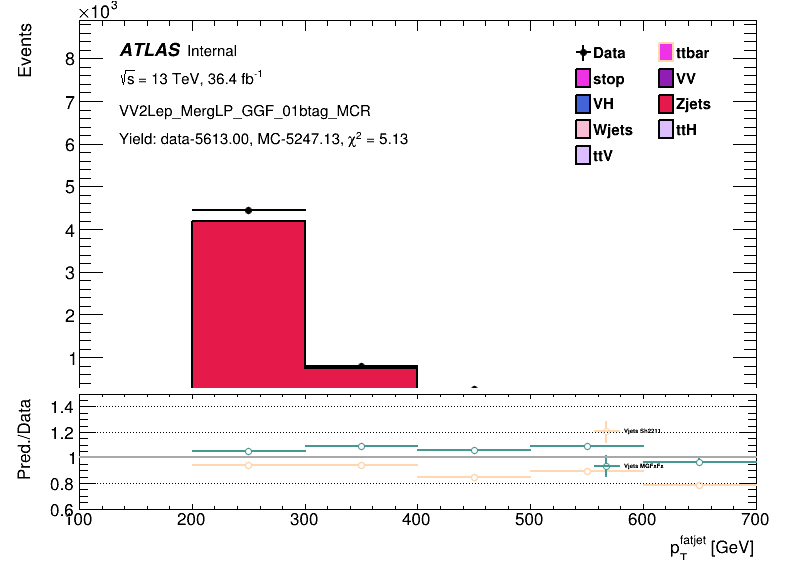 ×10³
Events
ATLAS Internal
√s = 13 TeV, 36.4 fb⁻¹
VV2Lep_MergLP_GGF_01btag_MCR
Yield: data-5613.00, MC-5247.13, χ² = 5.13
Data
ttbar
stop
VV
VH
Zjets
Wjets
ttH
ttV
8
7
6
5
4
3
2
1
Pred./Data
1.4
1.2
1
0.8
0.6
Vjets Sh2211
Vjets MGFxFx
100 200 300 400 500 600 700
p_T^fatjet [GeV]